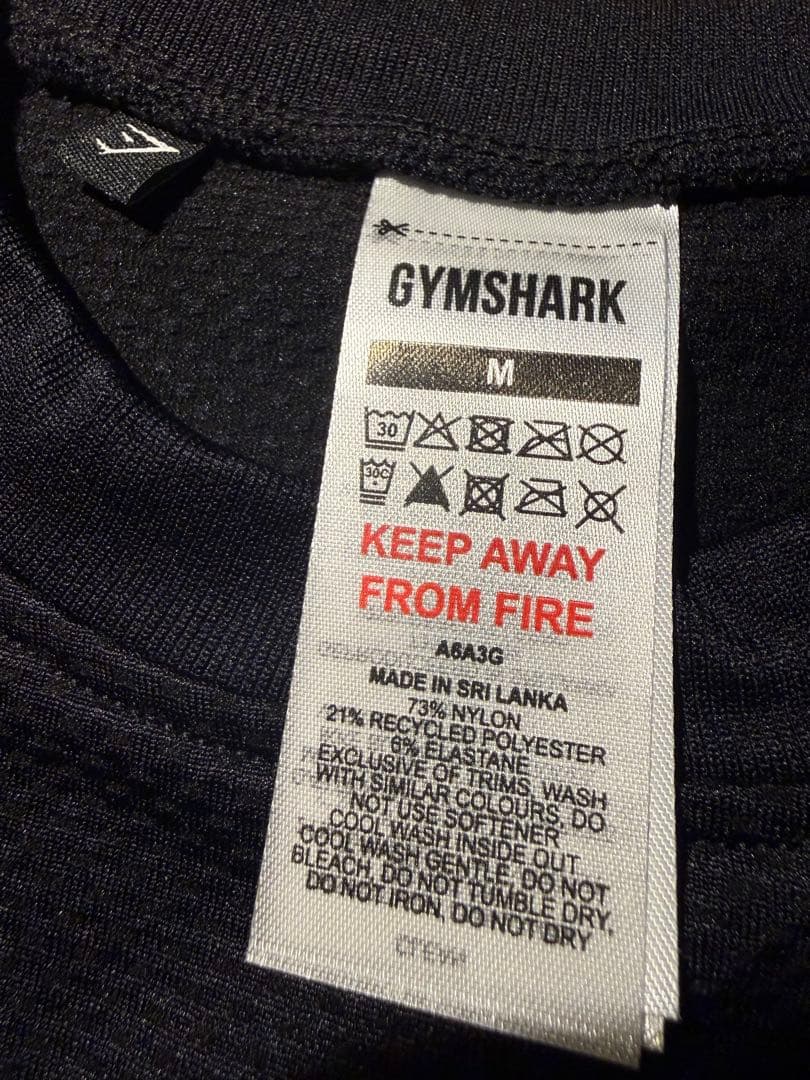 GYMSHARK
M
30
30C
KEEP AWAY
FROM FIRE
A6A3G
MADE IN SRI LANKA
73% NYLON
21% RECYCLED POLYESTER
6% ELASTANE
EXCLUSIVE OF TRIMS, WASH
WITH SIMILAR COLOURS, DO
NOT USE SOFTENER
COOL WASH INSIDE OUT
COOL WASH GENTLE, DO NOT
BLEACH, DO NOT TUMBLE DRY,
DO NOT IRON, DO NOT DRY